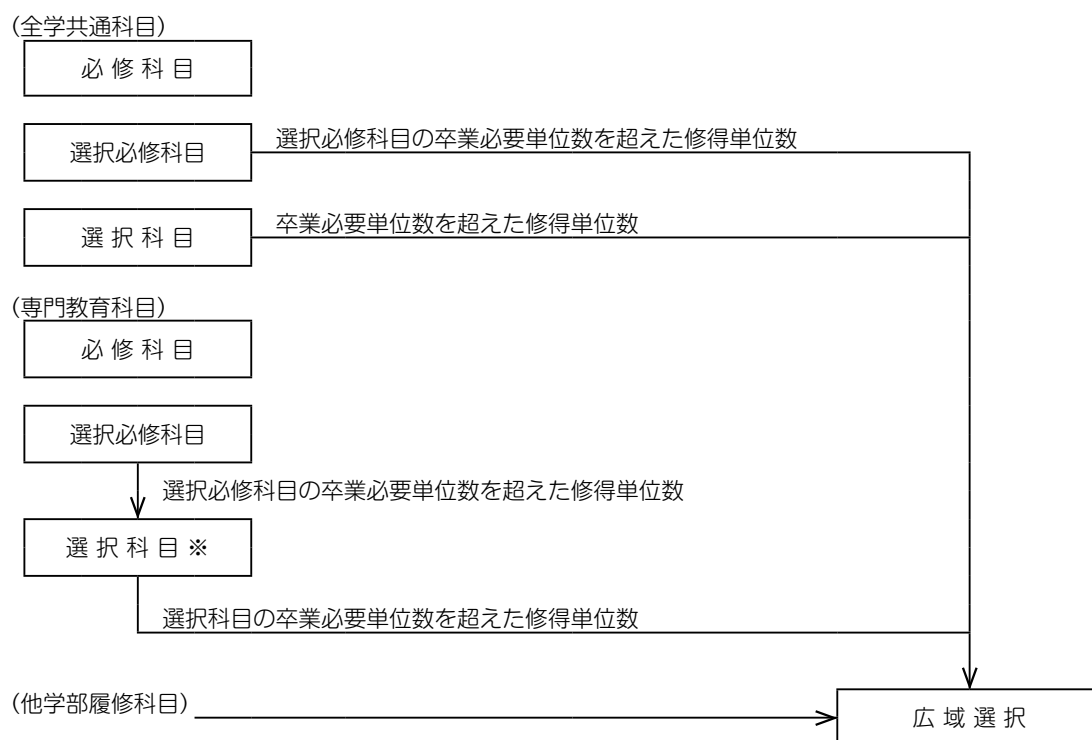 (全学共通科目)
必修科目
選択必修科目
選択必修科目の卒業必要単位数を超えた修得単位数
選択科目
卒業必要単位数を超えた修得単位数
(専門教育科目)
必修科目
選択必修科目
選択必修科目の卒業必要単位数を超えた修得単位数
選択科目※
選択科目の卒業必要単位数を超えた修得単位数
(他学部履修科目)
広域選択